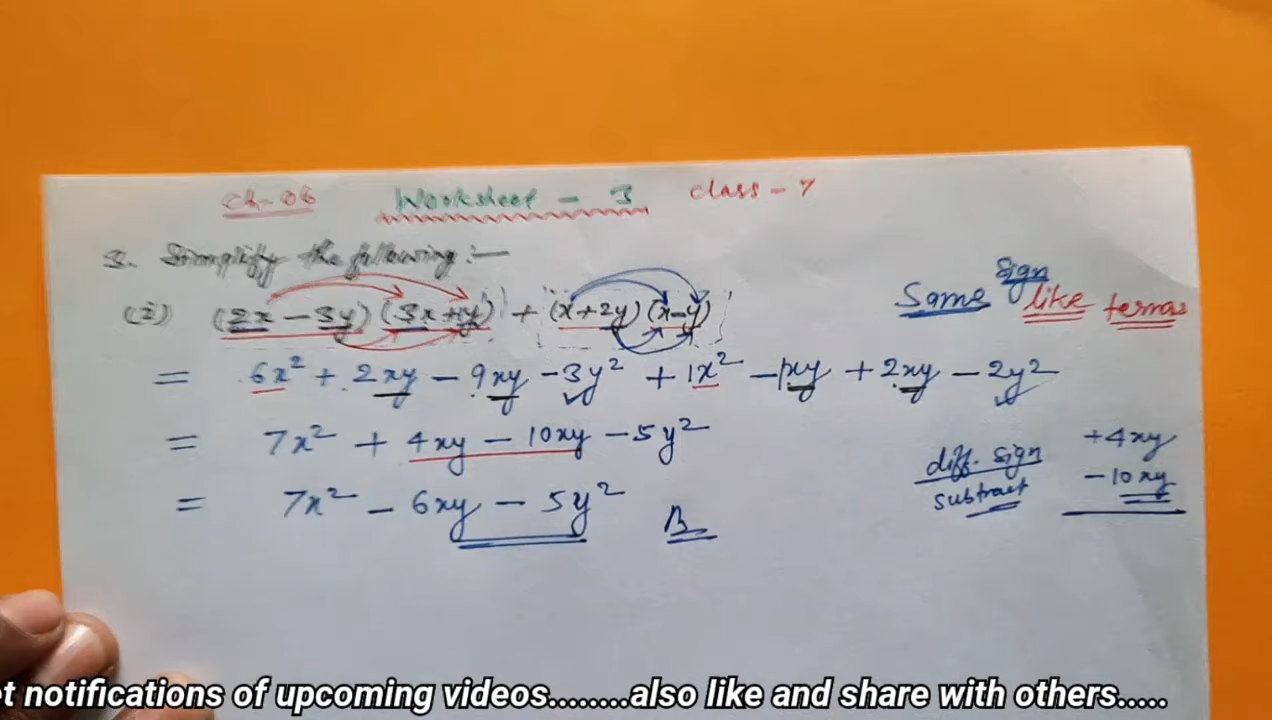 Ch-06 Worksheet - 3 class - 7
3. Simplify the following :-
(i) (2x - 3y) (3x + y) + (x + 2y) (x - y)
Same sign like terms
= 6x² + 2xy - 9xy - 3y² + 1x² - 1xy + 2xy - 2y²
= 7x² + 4xy - 10xy - 5y²
diff. sign subtract
+4xy
-10xy
= 7x² - 6xy - 5y²
t notifications of upcoming videos........also like and share with others.....